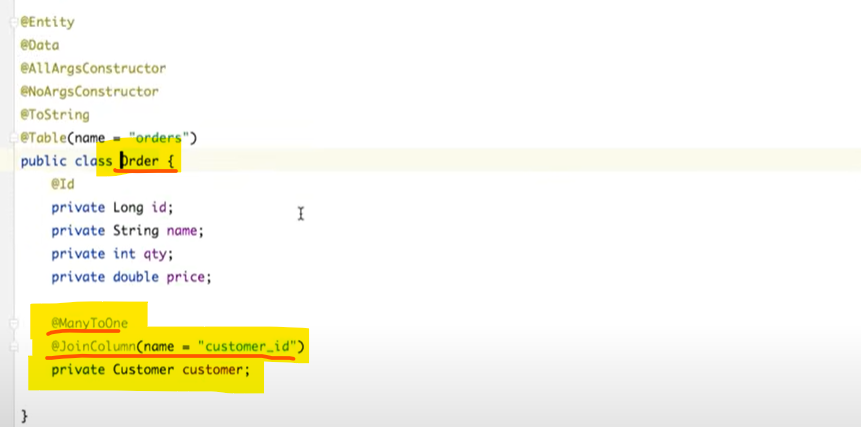 @Entity
@Data
@AllArgsConstructor
@NoArgsConstructor
@ToString
@Table(name = "orders")
public class Order {
@Id
private Long id;
private String name;
private int qty;
private double price;
@ManyToOne
@JoinColumn(name = "customer_id")
private Customer customer;
}